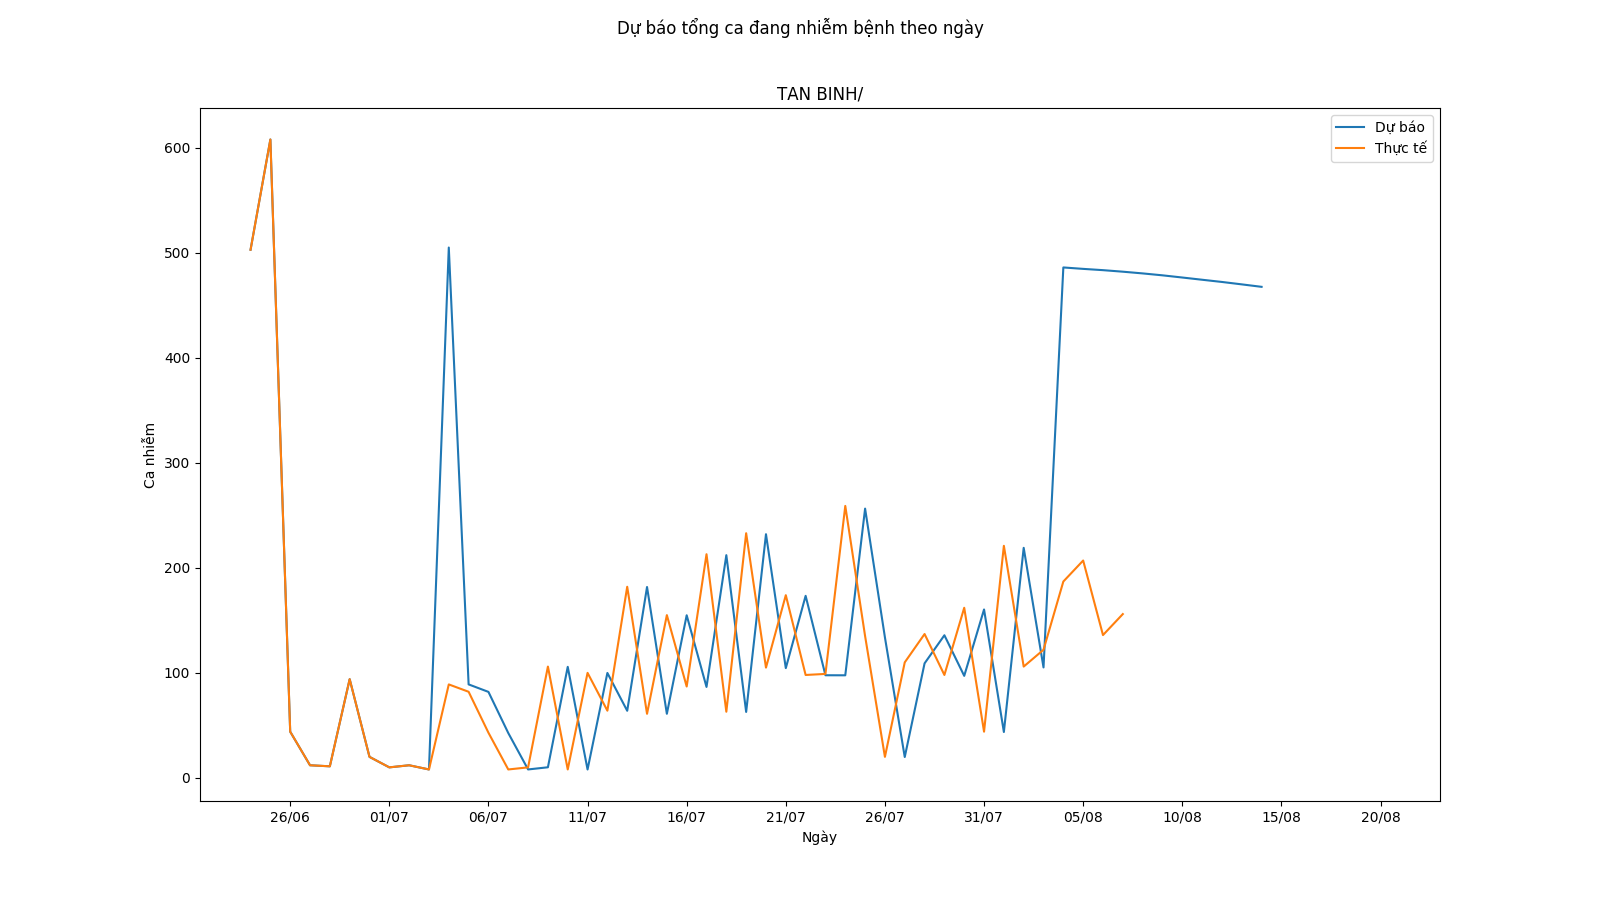 Dự báo tổng ca đang nhiễm bệnh theo ngày
TAN BINH/
Dự báo
Thực tế
600
500
400
300
200
100
0
Ca nhiễm
26/06 01/07 06/07 11/07 16/07 21/07 26/07 31/07 05/08 10/08 15/08 20/08
Ngày